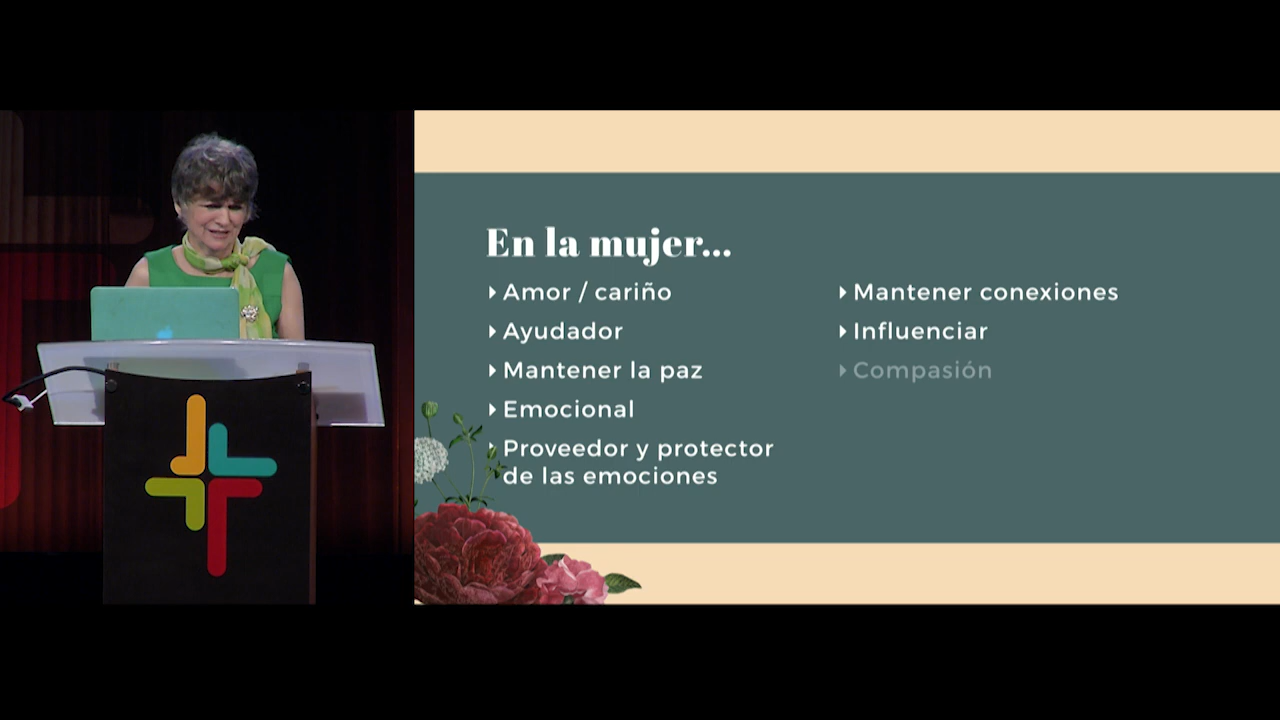 En la mujer...
Amor / cariño
Ayudador
Mantener la paz
Emocional
Proveedor y protector
de las emociones
Mantener conexiones
Influenciar
Compasión